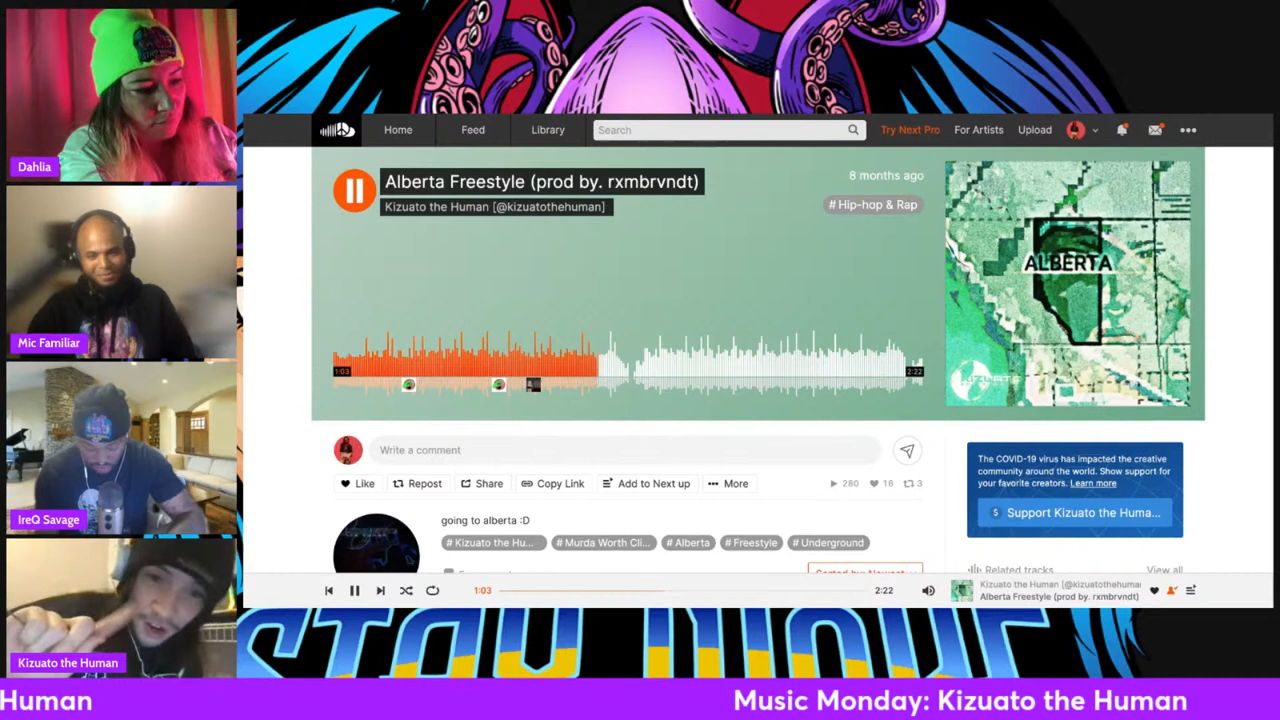 Dahlia
Mic Familiar
IreQ Savage
Kizuato the Human
Home
Feed
Library
Search
Try Next Pro
For Artists
Upload
•••
Alberta Freestyle (prod by. rxmbrvndt)
Kizuato the Human [@kizuatothehuman]
8 months ago
# Hip-hop & Rap
1:03
2:22
ALBERTA
Write a comment
Like
Repost
Share
Copy Link
Add to Next up
••• More
280
16
3
going to alberta :D
# Kizuato the Hu...
# Murda Worth Cli...
# Alberta
# Freestyle
# Underground
The COVID-19 virus has impacted the creative
community around the world. Show support for
your favorite creators. Learn more
Support Kizuato the Huma...
Related tracks
View all
1:03
2:22
Kizuato the Human [@kizuatothehuma
Alberta Freestyle (prod by. rxmbrvndt)
Human
Music Monday: Kizuato the Human